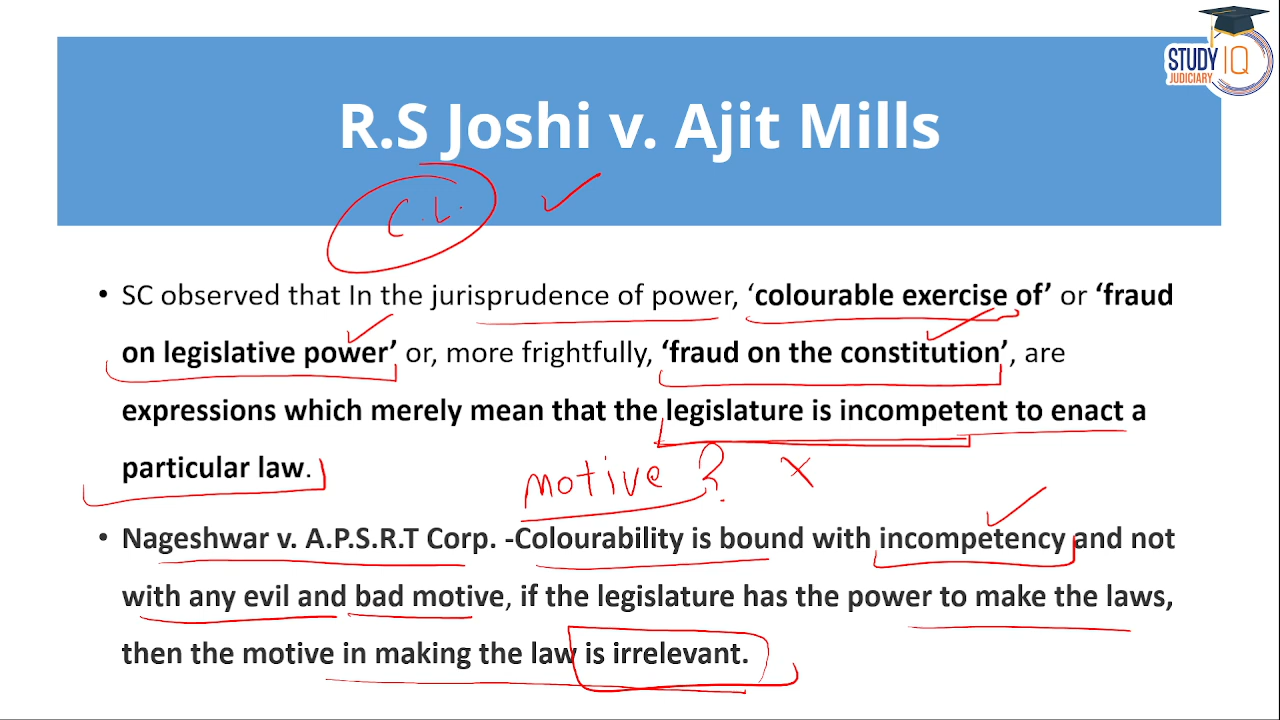 STUDY IQ
JUDICIARY
R.S Joshi v. Ajit Mills
C.L.
• SC observed that In the jurisprudence of power, ‘colourable exercise of’ or ‘fraud
on legislative power’ or, more frightfully, ‘fraud on the constitution’, are
expressions which merely mean that the legislature is incompetent to enact a
particular law.
motive ?
• Nageshwar v. A.P.S.R.T Corp. -Colourability is bound with incompetency and not
with any evil and bad motive, if the legislature has the power to make the laws,
then the motive in making the law is irrelevant.